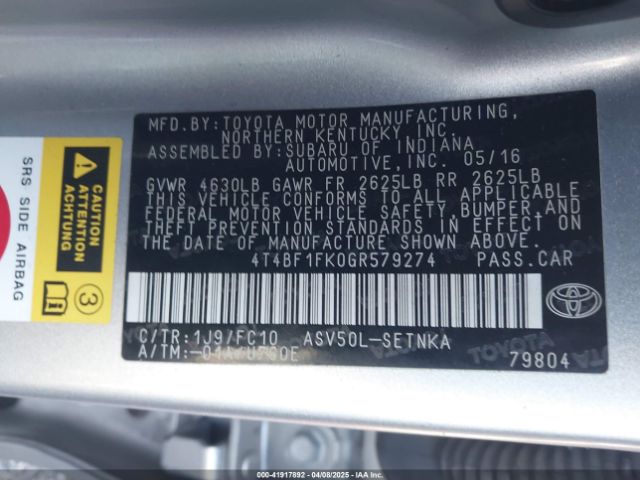 MFD.BY:TOYOTA MOTOR MANUFACTURING,
NORTHERN KENTUCKY, INC.
ASSEMBLED BY:SUBARU OF INDIANA
AUTOMOTIVE,INC. 05/16
GVWR 4630LB GAWR FR 2625LB RR 2625LB
THIS VEHICLE CONFORMS TO ALL APPLICABLE
FEDERAL MOTOR VEHICLE SAFETY,BUMPER,AND
THEFT PREVENTION STANDARDS IN EFFECT ON
THE DATE OF MANUFACTURE SHOWN ABOVE.
4T4BF1FK0GR579274 PASS.CAR
C/TR:1J9/FC10 ASV50L-SETNKA
A/TM:
79804
TOYOTA
SRS SIDE AIRBAG
CAUTION
ATTENTION
ACHTUNG
3
000-41917892 - 04/08/2025 - IAAI.CA